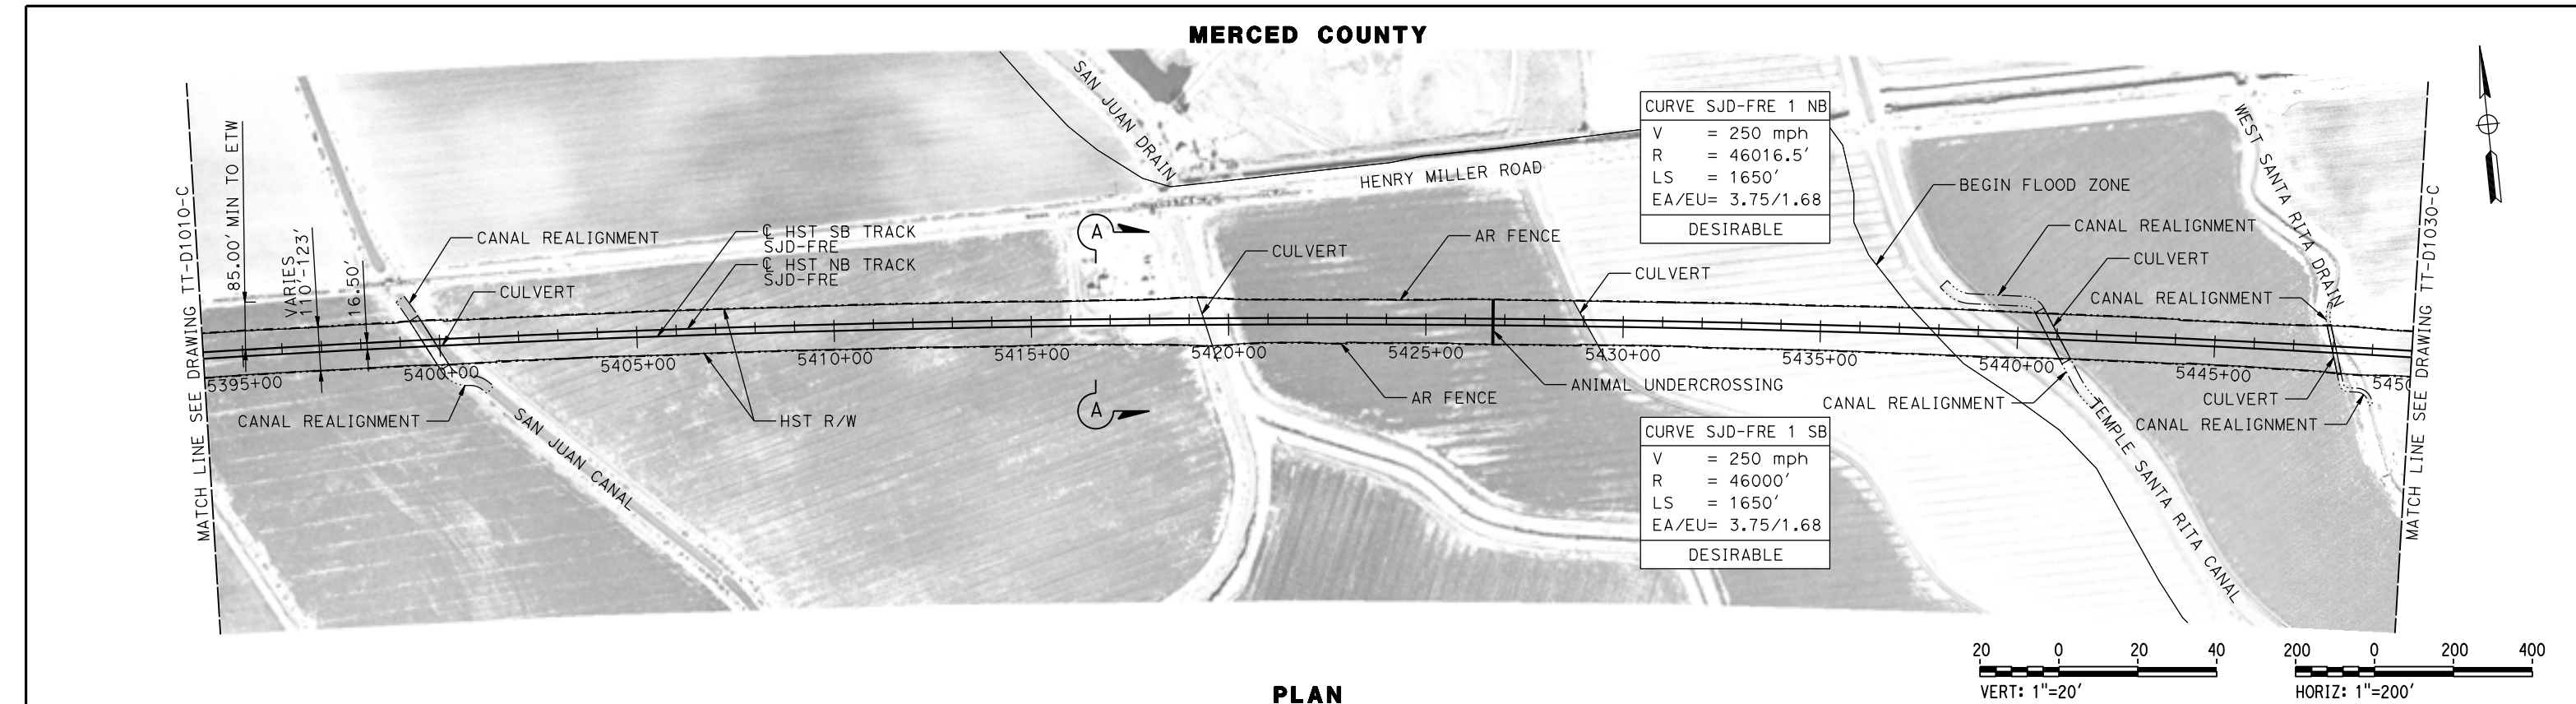 MERCED COUNTY
MATCH LINE SEE DRAWING TT-D1010-C
85.00' MIN TO ETW
VARIES
110'-123'
16.50'
CANAL REALIGNMENT
CULVERT
CANAL REALIGNMENT
SAN JUAN CANAL
℄ HST SB TRACK
SJD-FRE
℄ HST NB TRACK
SJD-FRE
HST R/W
SAN JUAN DRAIN
A
A
HENRY MILLER ROAD
CULVERT
AR FENCE
AR FENCE
CULVERT
ANIMAL UNDERCROSSING
CURVE SJD-FRE 1 NB
V = 250 mph
R = 46016.5'
LS = 1650'
EA/EU= 3.75/1.68
DESIRABLE
CURVE SJD-FRE 1 SB
V = 250 mph
R = 46000'
LS = 1650'
EA/EU= 3.75/1.68
DESIRABLE
BEGIN FLOOD ZONE
CANAL REALIGNMENT
CULVERT
CANAL REALIGNMENT
CANAL REALIGNMENT
CULVERT
CANAL REALIGNMENT
WEST SANTA RITA DRAIN
TEMPLE SANTA RITA CANAL
MATCH LINE SEE DRAWING TT-D1030-C
5395+00
5400+00
5405+00
5410+00
5415+00
5420+00
5425+00
5430+00
5435+00
5440+00
5445+00
PLAN
20 0 20 40
VERT: 1"=20'
200 0 200 400
HORIZ: 1"=200'